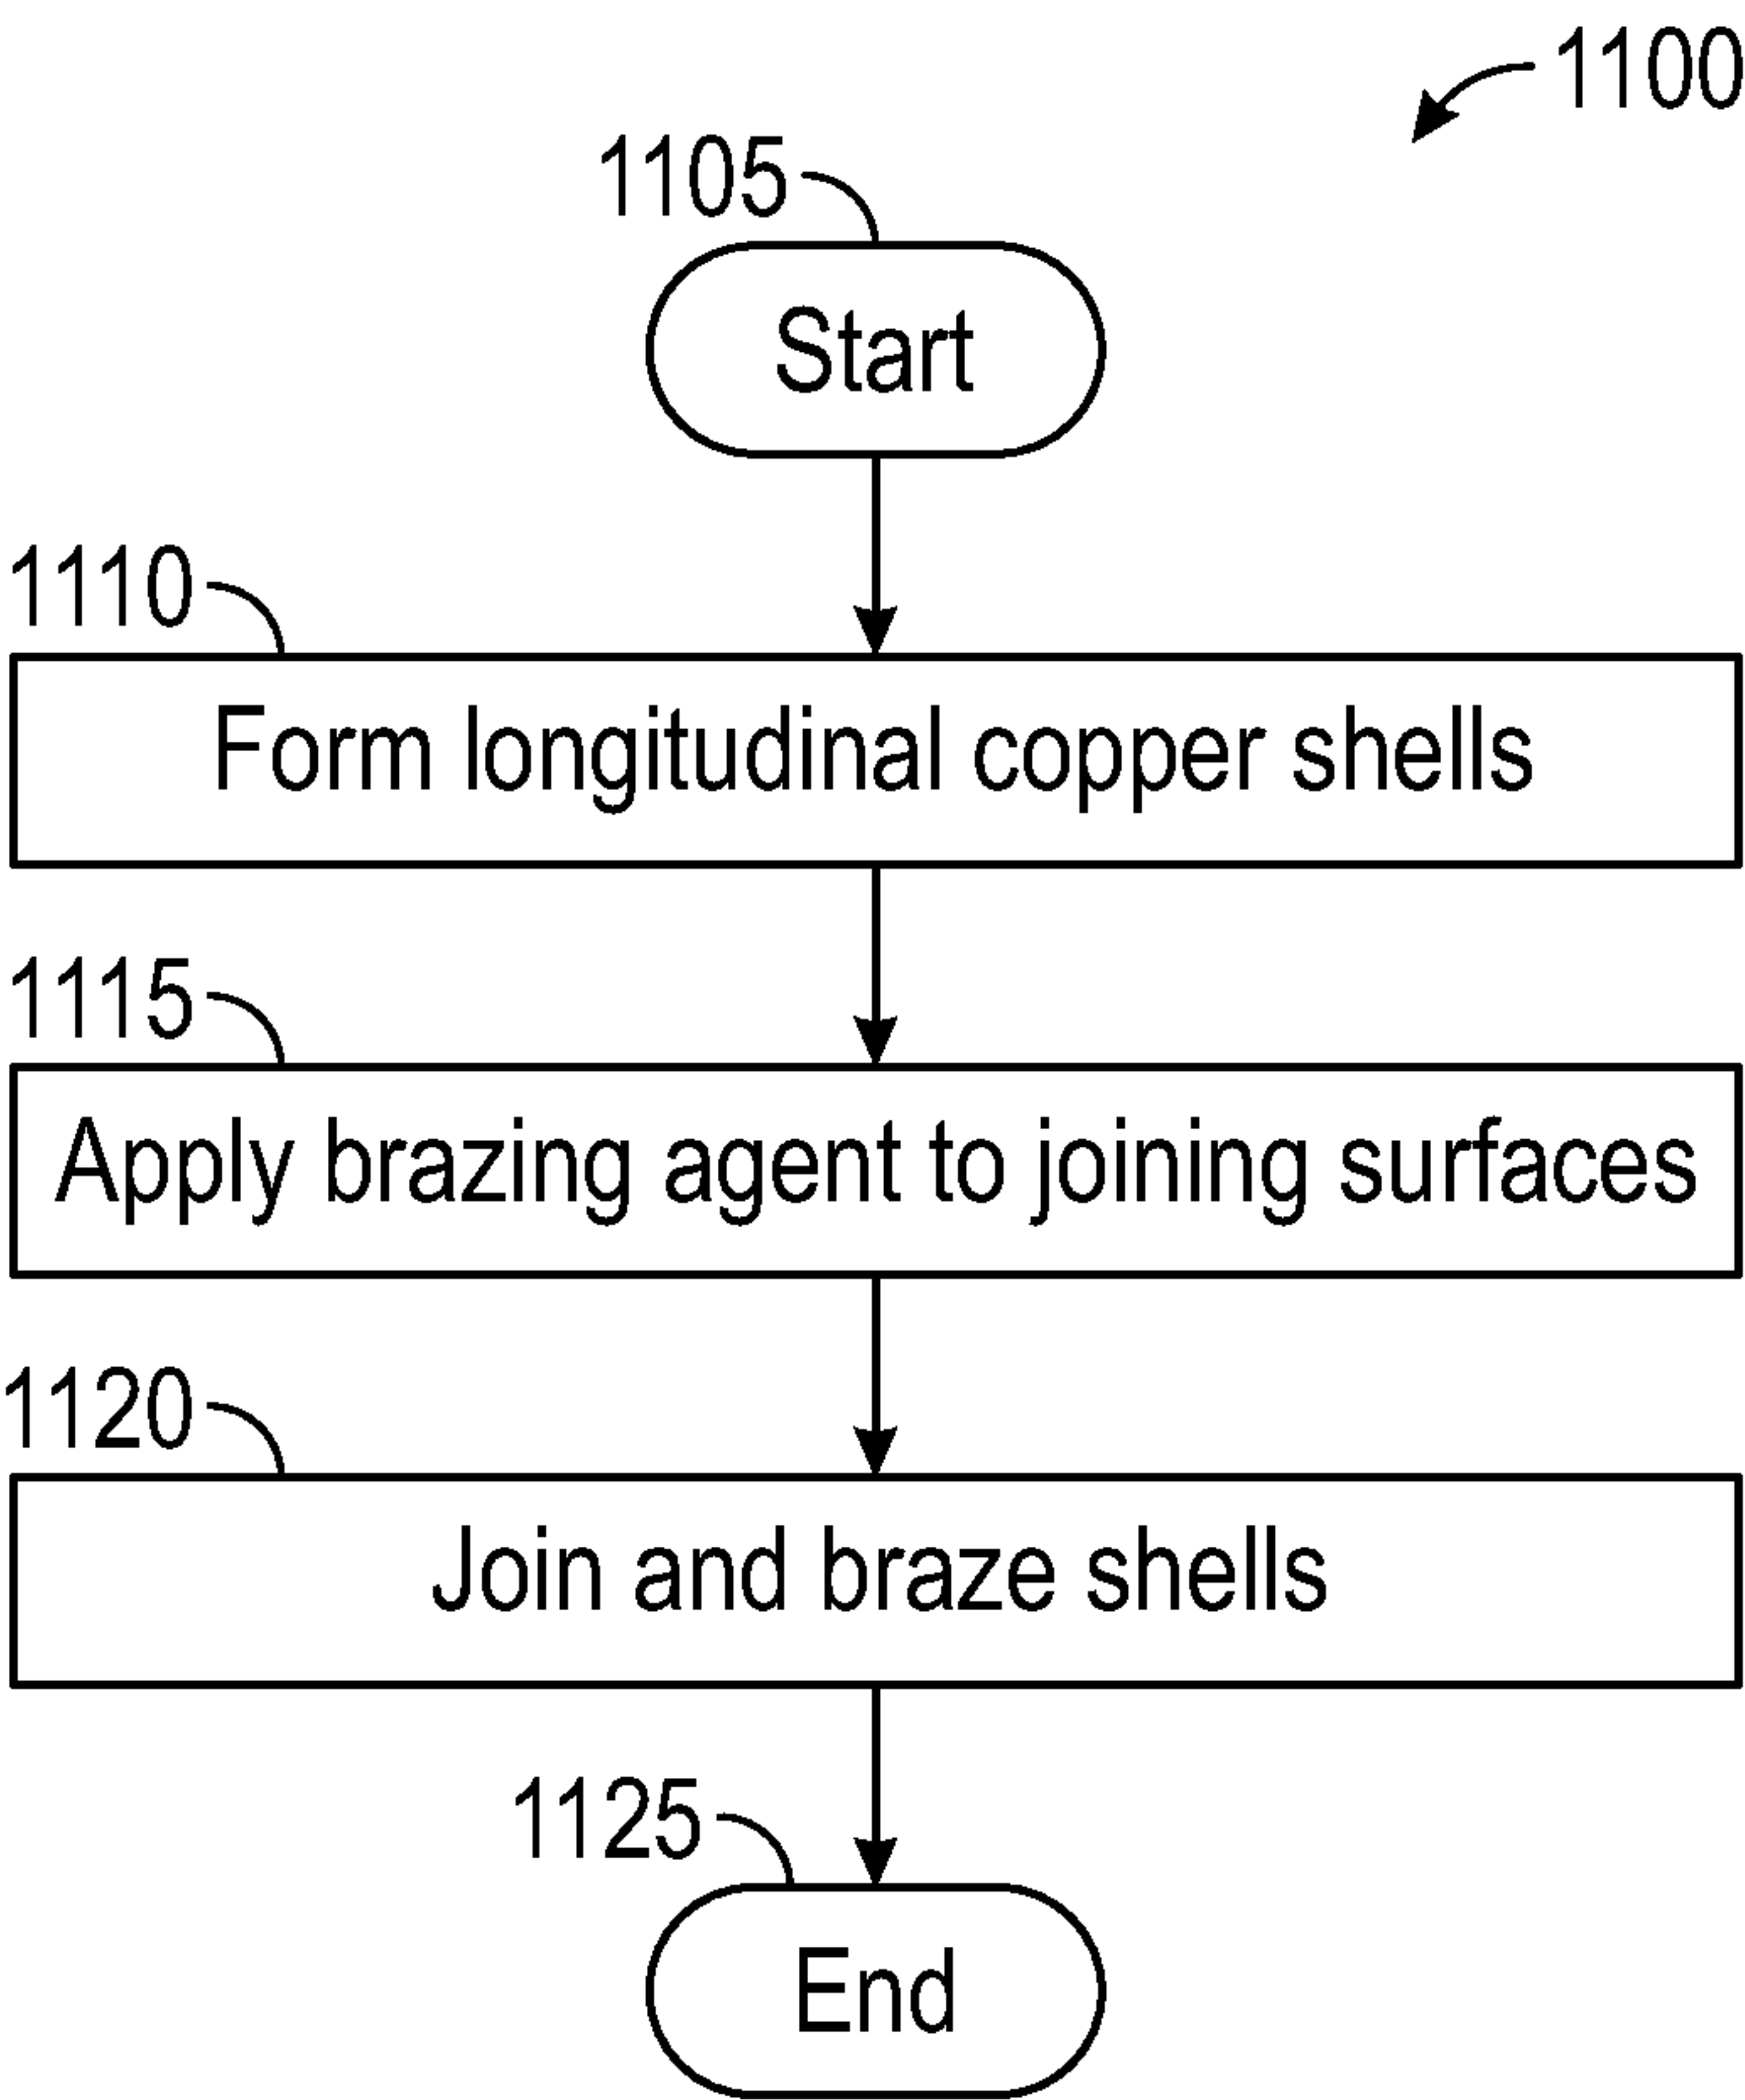 1100
1105
Start
1110
Form longitudinal copper shells
1115
Apply brazing agent to joining surfaces
1120
Join and braze shells
1125
End